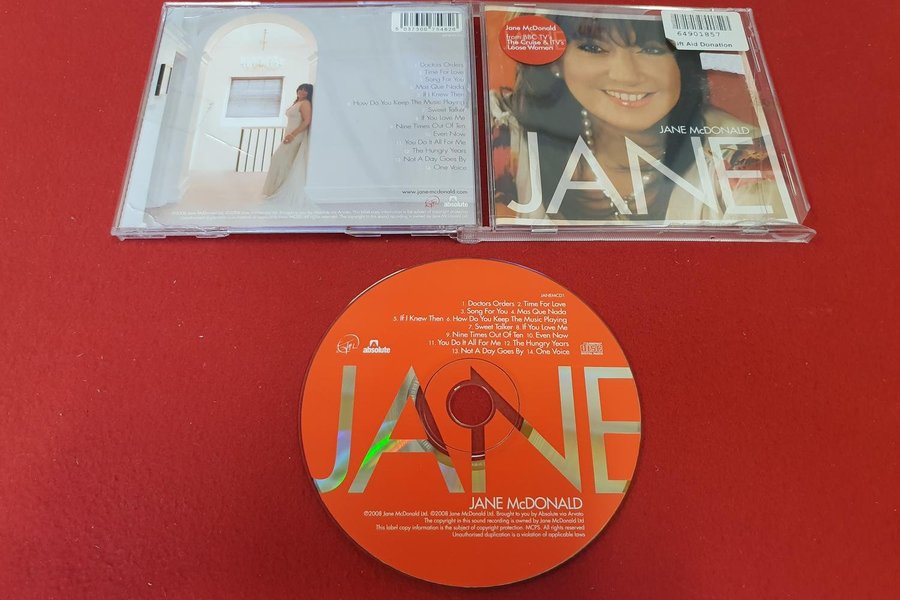 5 037300 754826
Doctors Orders
Time For Love
Song For You
Mas Que Nada
If I Knew Then
How Do You Keep The Music Playing
Sweet Talker
If You Love Me
Nine Times Out Of Ten
Even Now
You Do It All For Me
The Hungry Years
Not A Day Goes By
14. One Voice
www.jane-mcdonald.com
absolute
Jane McDonald
from BBC TV's
The Cruise & ITV's
Loose Women
64901857
Gift Aid Donation
JANE McDONALD
JANE
JANEMCD1
1. Doctors Orders 2. Time For Love
3. Song For You 4. Mas Que Nada
5. If I Knew Then 6. How Do You Keep The Music Playing
7. Sweet Talker 8. If You Love Me
9. Nine Times Out Of Ten 10. Even Now
11. You Do It All For Me 12. The Hungry Years
13. Not A Day Goes By 14. One Voice
absolute
JANE
JANE McDONALD
℗2008 Jane McDonald Ltd. ©2008 Jane McDonald Ltd. Brought to you by Absolute via Arvato
The copyright in this sound recording is owned by Jane McDonald Ltd
This label copy information is the subject of copyright protection. MCPS. All rights reserved
Unauthorised duplication is a violation of applicable laws